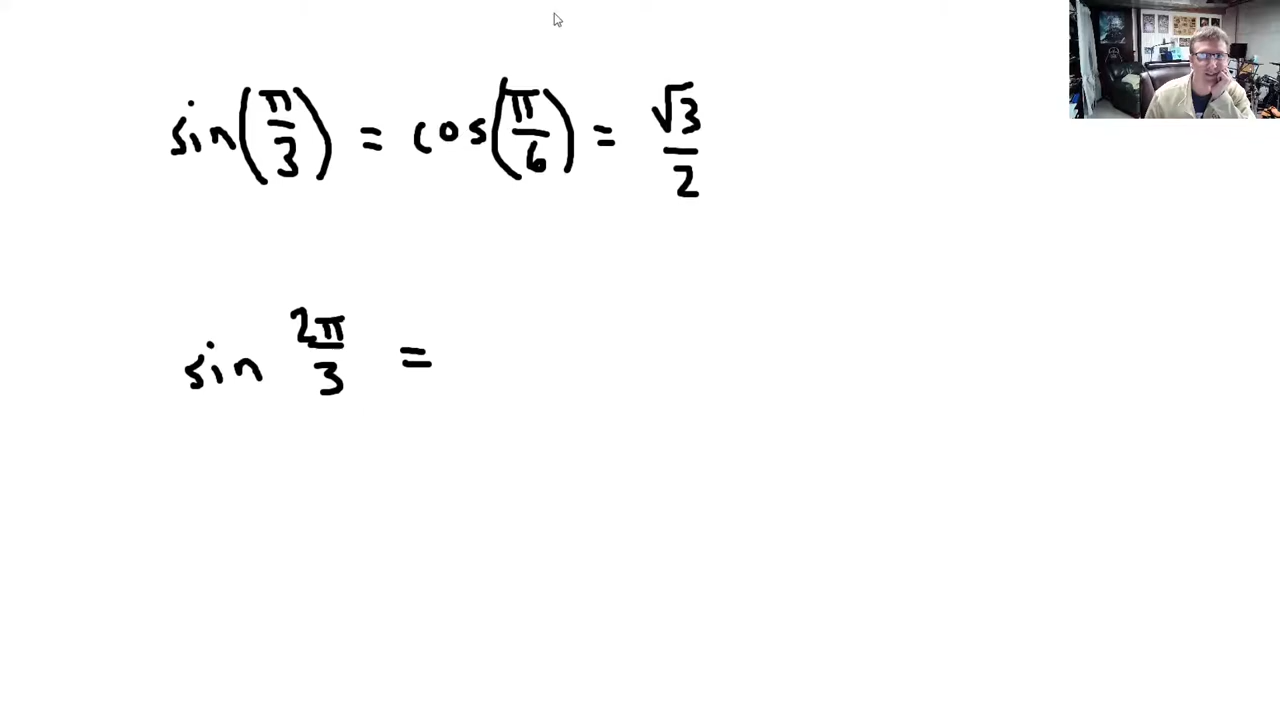 sin(π/3) = cos(π/6) = √3/2
sin 2π/3 =